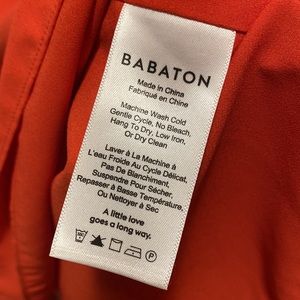 BABATON
Made in China
Fabriqué en Chine
Machine Wash Cold
Gentle Cycle, No Bleach,
Hang To Dry, Low Iron,
Or Dry Clean
Laver à La Machine à
L'eau Froide Au Cycle Délicat,
Pas De Blanchiment,
Suspendre Pour Sécher,
Repasser à Basse Température,
Ou Nettoyer à Sec
A little love
goes a long way.
P